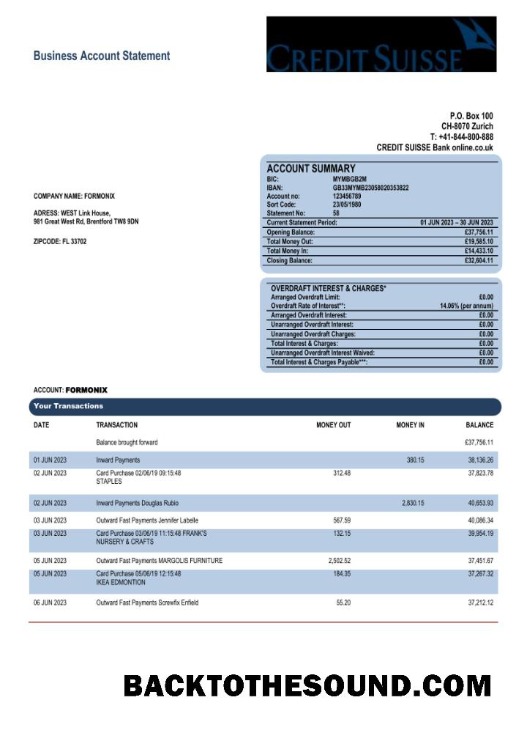 Business Account Statement
CREDIT SUISSE
P.O. Box 100
CH-8070 Zurich
T: +41-844-800-888
CREDIT SUISSE Bank online.co.uk
ACCOUNT SUMMARY
BIC: MYMBGB2M
IBAN: GB33MYMB23058020353822
Account no: 123456789
Sort Code: 23/05/1980
Statement No: 58
Current Statement Period: 01 JUN 2023 – 30 JUN 2023
Opening Balance: £37,756.11
Total Money Out: £19,585.10
Total Money In: £14,433.10
Closing Balance: £32,604.11
COMPANY NAME: FORMONIX
ADRESS: WEST Link House,
981 Great West Rd, Brentford TW8 9DN
ZIPCODE: FL 33702
OVERDRAFT INTEREST & CHARGES*
Arranged Overdraft Limit: £0.00
Overdraft Rate of Interest**: 14.06% (per annum)
Arranged Overdraft Interest: £0.00
Unarranged Overdraft Interest: £0.00
Unarranged Overdraft Charges: £0.00
Total Interest & Charges: £0.00
Unarranged Overdraft Interest Waived: £0.00
Total Interest & Charges Payable***: £0.00
ACCOUNT: FORMONIX
Your Transactions
DATE TRANSACTION MONEY OUT MONEY IN BALANCE
Balance brought forward £37,756.11
01 JUN 2023 Inward Payments 380.15 38,136.26
02 JUN 2023 Card Purchase 02/06/19 09:15:48 312.48 37,823.78
STAPLES
02 JUN 2023 Inward Payments Douglas Rubio 2,830.15 40,653.93
03 JUN 2023 Outward Fast Payments Jennifer Labelle 567.59 40,086.34
03 JUN 2023 Card Purchase 03/06/19 11:15:48 FRANK'S 132.15 39,954.19
NURSERY & CRAFTS
05 JUN 2023 Outward Fast Payments MARGOLIS FURNITURE 2,502.52 37,451.67
05 JUN 2023 Card Purchase 05/06/19 12:15:48 184.35 37,267.32
IKEA EDMONTION
06 JUN 2023 Outward Fast Payments Screwfix Enfield 55.20 37,212.12
BACKTOTHESOUND.COM